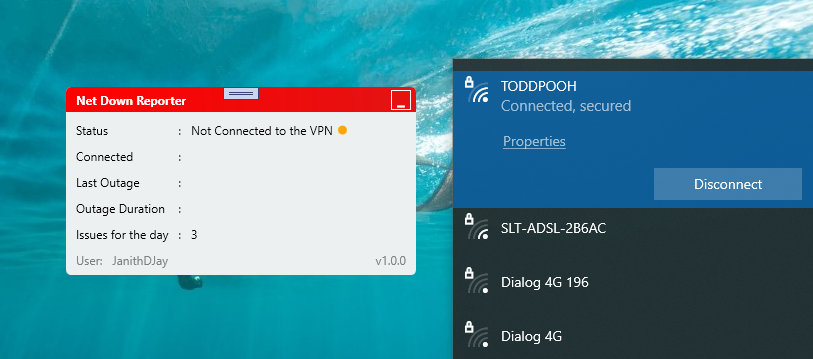 Net Down Reporter
Status : Not Connected to the VPN
Connected :
Last Outage :
Outage Duration :
Issues for the day : 3
User: JanithDJay v1.0.0
TODDPOOH
Connected, secured
Properties
Disconnect
SLT-ADSL-2B6AC
Dialog 4G 196
Dialog 4G